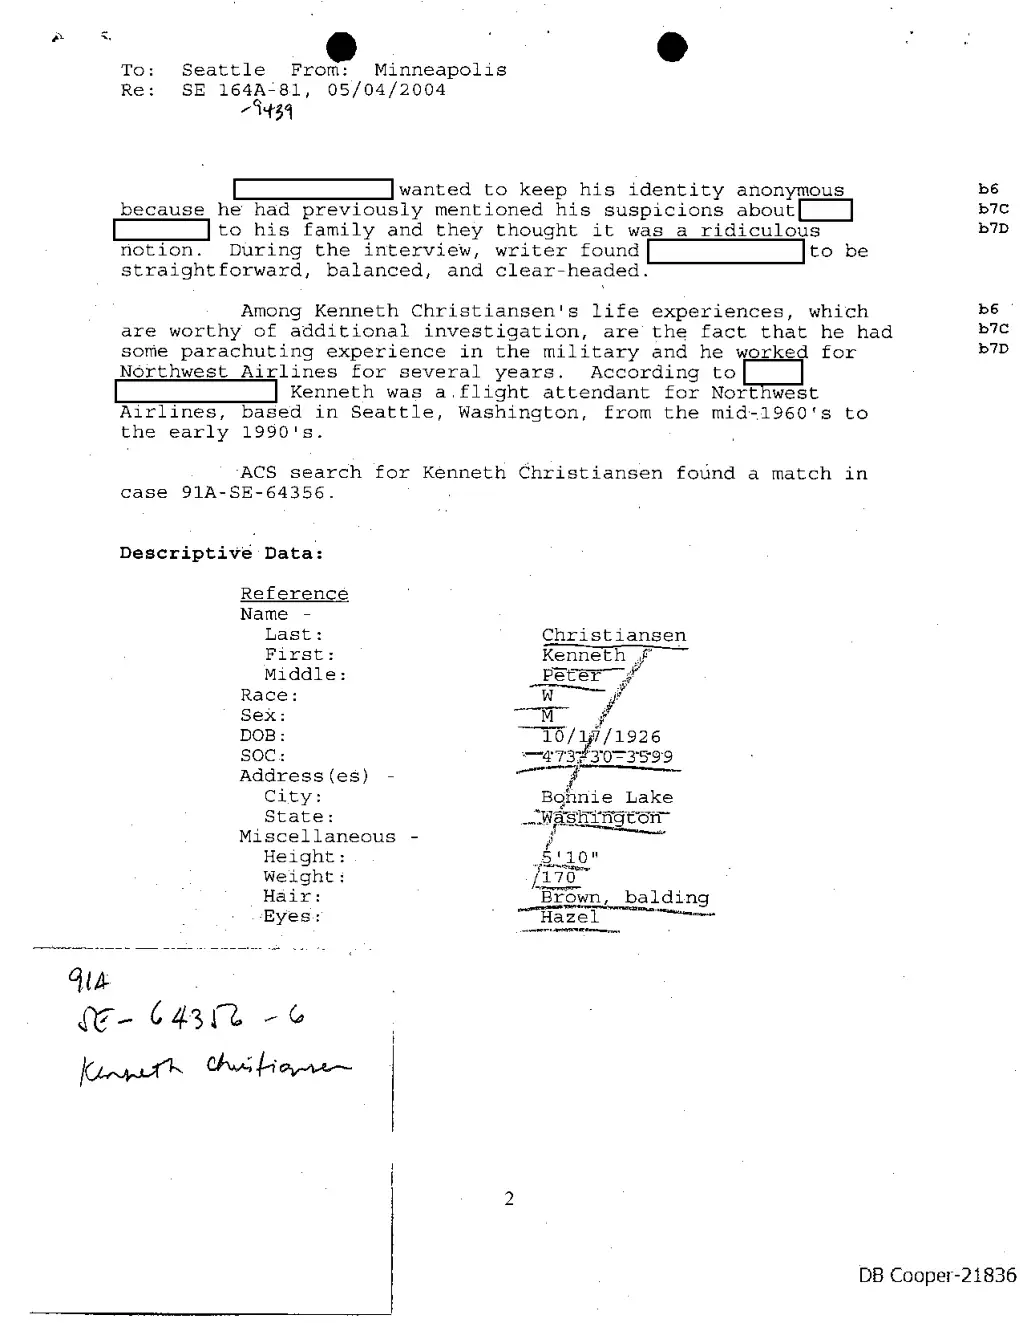 To: Seattle From: Minneapolis
Re: SE 164A-81, 05/04/2004
-9439
wanted to keep his identity anonymous b6
because he had previously mentioned his suspicions about b7C
to his family and they thought it was a ridiculous b7D
notion. During the interview, writer found to be
straightforward, balanced, and clear-headed.
Among Kenneth Christiansen's life experiences, which b6
are worthy of additional investigation, are the fact that he had b7C
some parachuting experience in the military and he worked for b7D
Northwest Airlines for several years. According to
Kenneth was a flight attendant for Northwest
Airlines, based in Seattle, Washington, from the mid-1960's to
the early 1990's.
ACS search for Kenneth Christiansen found a match in
case 91A-SE-64356.
Descriptive Data:
Reference
Name -
Last: Christiansen
First: Kenneth
Middle: Peter
Race: W
Sex: M
DOB: 10/17/1926
SOC: 473-30-3599
Address(es) -
City: Bonnie Lake
State: Washington
Miscellaneous -
Height: 5'10"
Weight: 170
Hair: Brown, balding
Eyes: Hazel
91A
SE-64356-6
Kenneth Christiansen
2
DB Cooper-21836